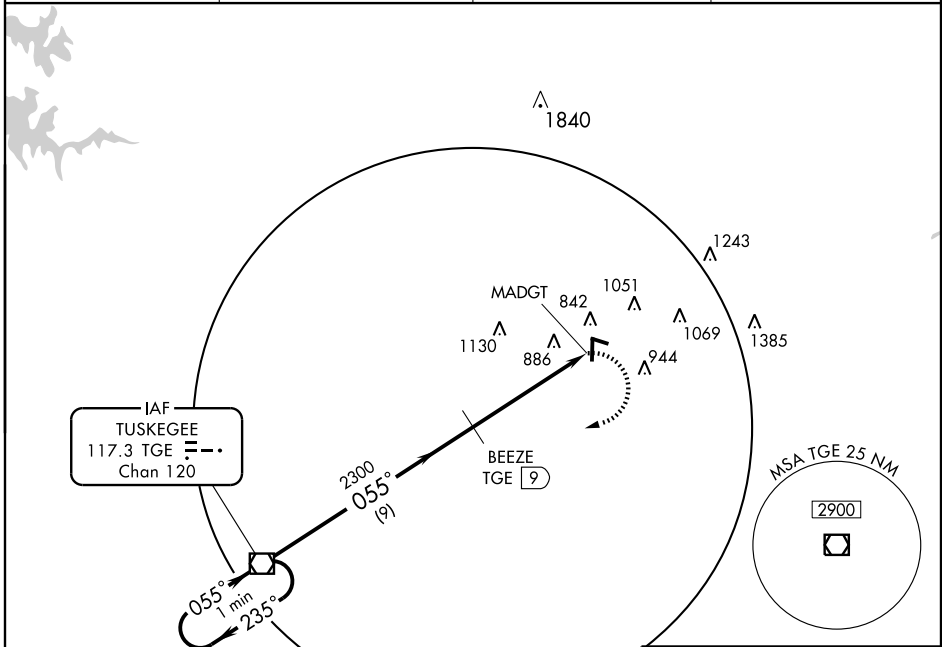 1840
1243
MADGT
842
1051
1130
886
944
1069
1385
IAF
TUSKEGEE
117.3 TGE
Chan 120
2300
055°
(9)
BEEZE
TGE 9
MSA TGE 25 NM
2900
055°
1 min
235°